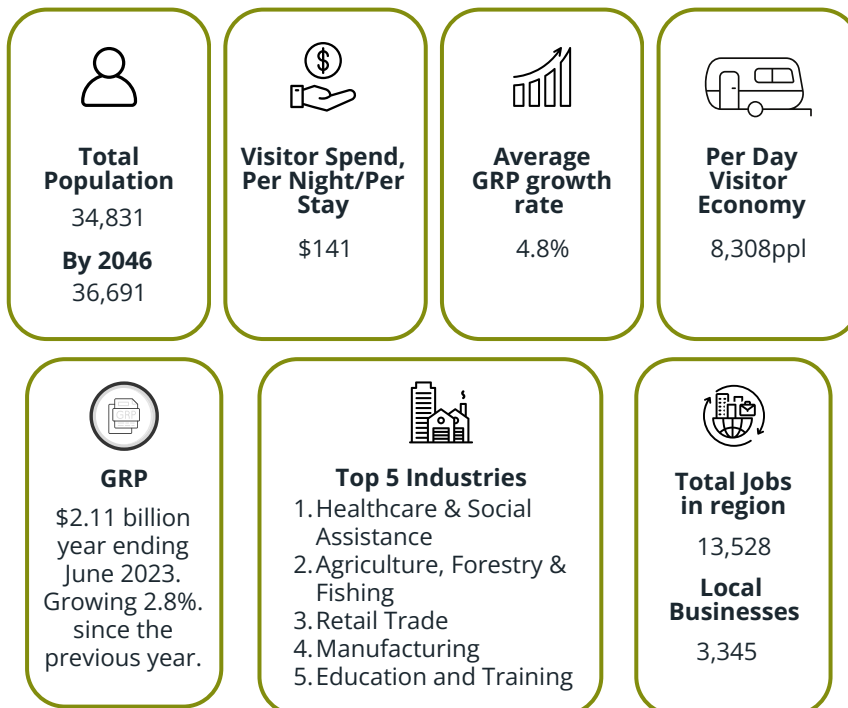 Total
Population
34,831
By 2046
36,691
Visitor Spend,
Per Night/Per
Stay
$141
Average
GRP growth
rate
4.8%
Per Day
Visitor
Economy
8,308ppl
GRP
GRP
$2.11 billion
year ending
June 2023.
Growing 2.8%.
since the
previous year.
Top 5 Industries
1. Healthcare & Social
Assistance
2. Agriculture, Forestry &
Fishing
3. Retail Trade
4. Manufacturing
5. Education and Training
Total Jobs
in region
13,528
Local
Businesses
3,345